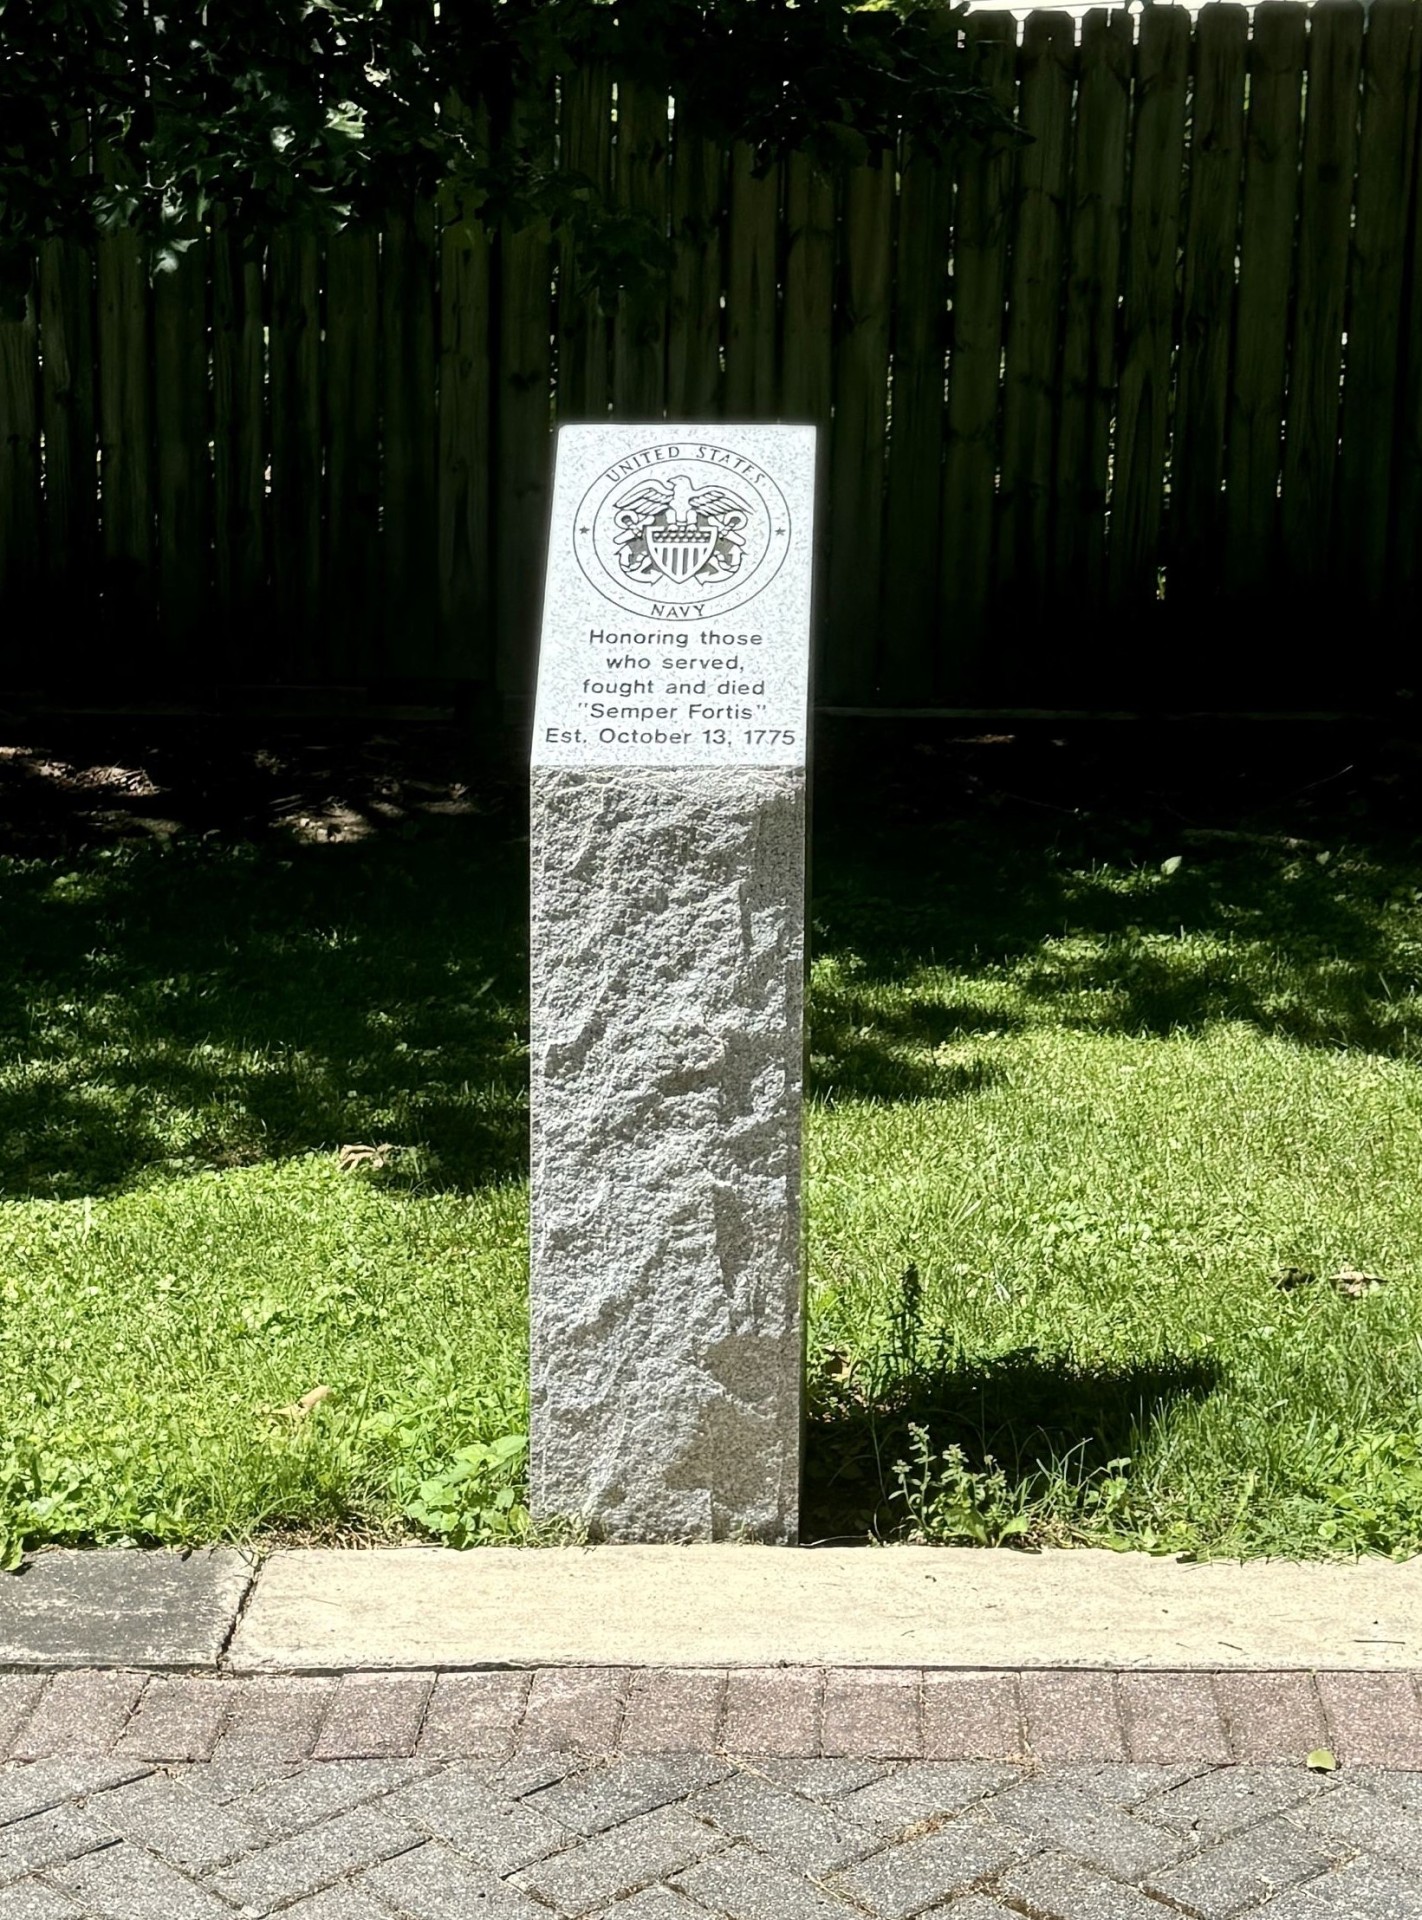 UNITED STATES
NAVY
Honoring those
who served,
fought and died
"Semper Fortis"
Est. October 13, 1775